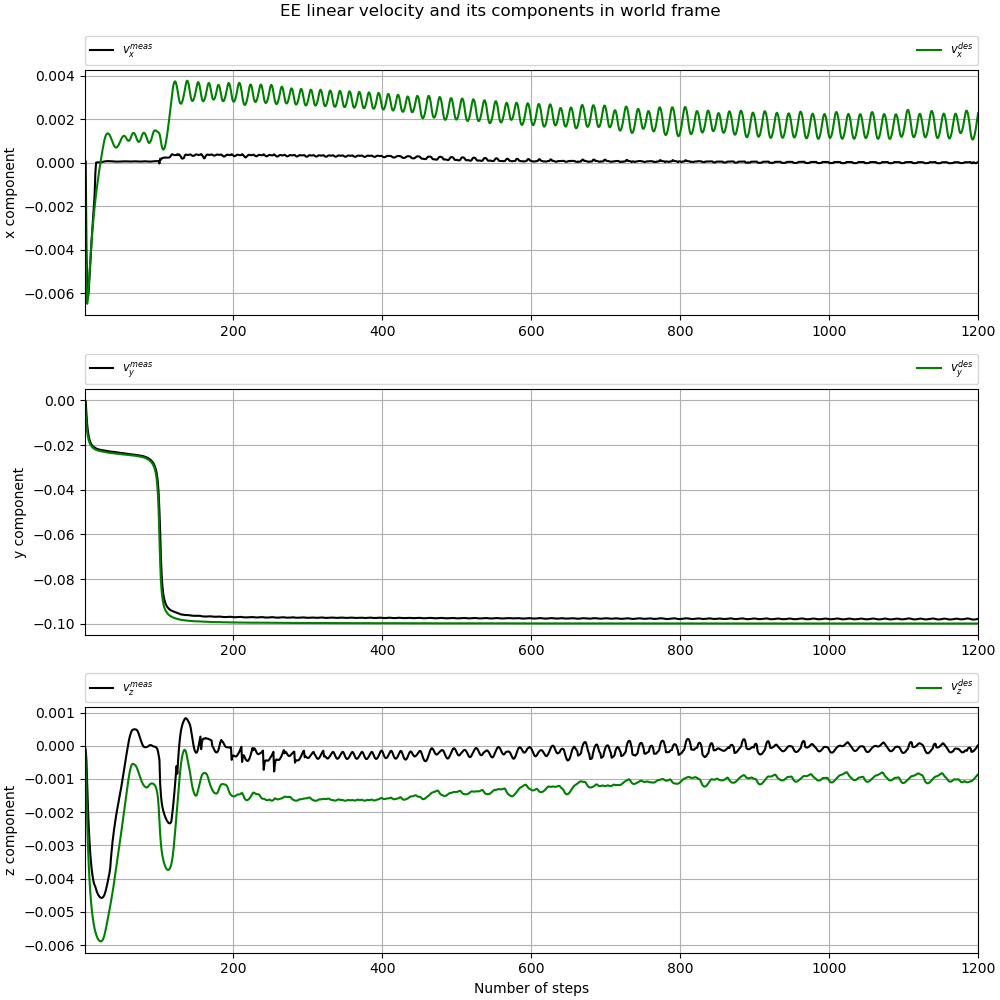 EE linear velocity and its components in world frame
v_x^{meas} v_x^{des}
0.004
0.002
0.000
−0.002
−0.004
−0.006
x component
200 400 600 800 1000 1200
v_y^{meas} v_y^{des}
0.00
−0.02
−0.04
−0.06
−0.08
−0.10
y component
200 400 600 800 1000 1200
v_z^{meas} v_z^{des}
0.001
0.000
−0.001
−0.002
−0.003
−0.004
−0.005
−0.006
z component
200 400 600 800 1000 1200
Number of steps